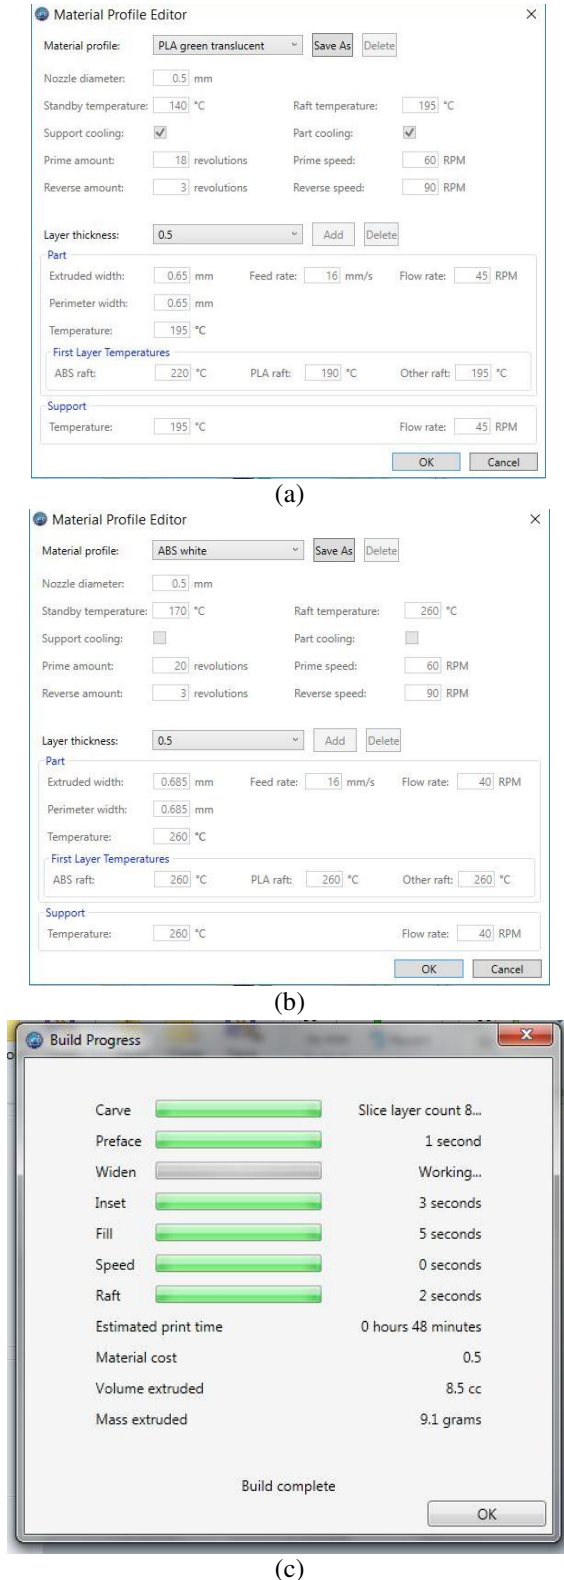 Material Profile Editor
Material profile: PLA green translucent Save As Delete
Nozzle diameter: 0.5 mm
Standby temperature: 140 °C Raft temperature: 195 °C
Support cooling: Part cooling:
Prime amount: 18 revolutions Prime speed: 60 RPM
Reverse amount: 3 revolutions Reverse speed: 90 RPM
Layer thickness: 0.5 Add Delete
Part
Extruded width: 0.65 mm Feed rate: 16 mm/s Flow rate: 45 RPM
Perimeter width: 0.65 mm
Temperature: 195 °C
First Layer Temperatures
ABS raft: 220 °C PLA raft: 190 °C Other raft: 195 °C
Support
Temperature: 195 °C Flow rate: 45 RPM
OK Cancel
(a)
Material Profile Editor
Material profile: ABS white Save As Delete
Nozzle diameter: 0.5 mm
Standby temperature: 170 °C Raft temperature: 260 °C
Support cooling: Part cooling:
Prime amount: 20 revolutions Prime speed: 60 RPM
Reverse amount: 3 revolutions Reverse speed: 90 RPM
Layer thickness: 0.5 Add Delete
Part
Extruded width: 0.685 mm Feed rate: 16 mm/s Flow rate: 40 RPM
Perimeter width: 0.685 mm
Temperature: 260 °C
First Layer Temperatures
ABS raft: 260 °C PLA raft: 260 °C Other raft: 260 °C
Support
Temperature: 260 °C Flow rate: 40 RPM
OK Cancel
(b)
Build Progress
Carve Slice layer count 8...
Preface 1 second
Widen Working...
Inset 3 seconds
Fill 5 seconds
Speed 0 seconds
Raft 2 seconds
Estimated print time 0 hours 48 minutes
Material cost 0.5
Volume extruded 8.5 cc
Mass extruded 9.1 grams
Build complete
OK
(c)